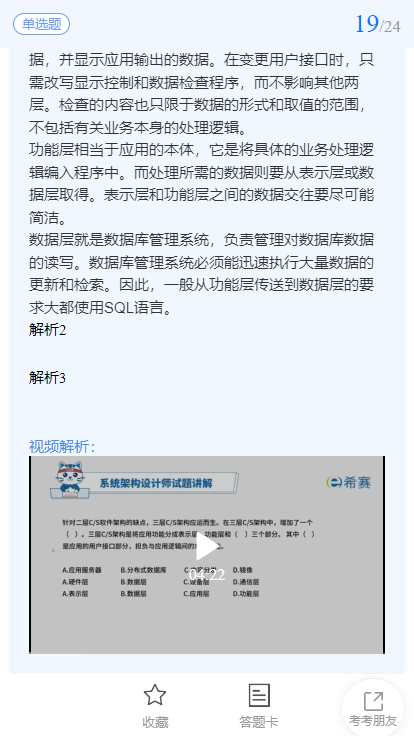 单选题
19/24
据，并显示应用输出的数据。在变更用户接口时，只
需改写显示控制和数据检查程序，而不影响其他两
层。检查的内容也只限于数据的形式和取值的范围，
不包括有关业务本身的处理逻辑。
功能层相当于应用的本体，它是将具体的业务处理逻
辑编入程序中。而处理所需的数据则要从表示层或数
据层取得。表示层和功能层之间的数据交往要尽可能
简洁。
数据层就是数据库管理系统，负责管理对数据库数据
的读写。数据库管理系统必须能迅速执行大量数据的
更新和检索。因此，一般从功能层传送到数据层的要
求大都使用SQL语言。
解析2
解析3
视频解析：
系统架构设计师试题讲解
希赛
针对二层C/S软件架构的缺点，三层C/S架构应运而生。在三层C/S架构中，增加了一个
（ ）。三层C/S架构是将应用功能分成表示层、功能层和（ ）三个部分。其中（ ）
是应用的用户接口部分，担负与应用逻辑间的
A.应用服务器 B.分布式数据库 D.镜像
A.硬件层 B.数据层 C.设备层 D.通信层
A.表示层 B.数据层 C.应用层 D.功能层
04:22
收藏
答题卡
考考朋友